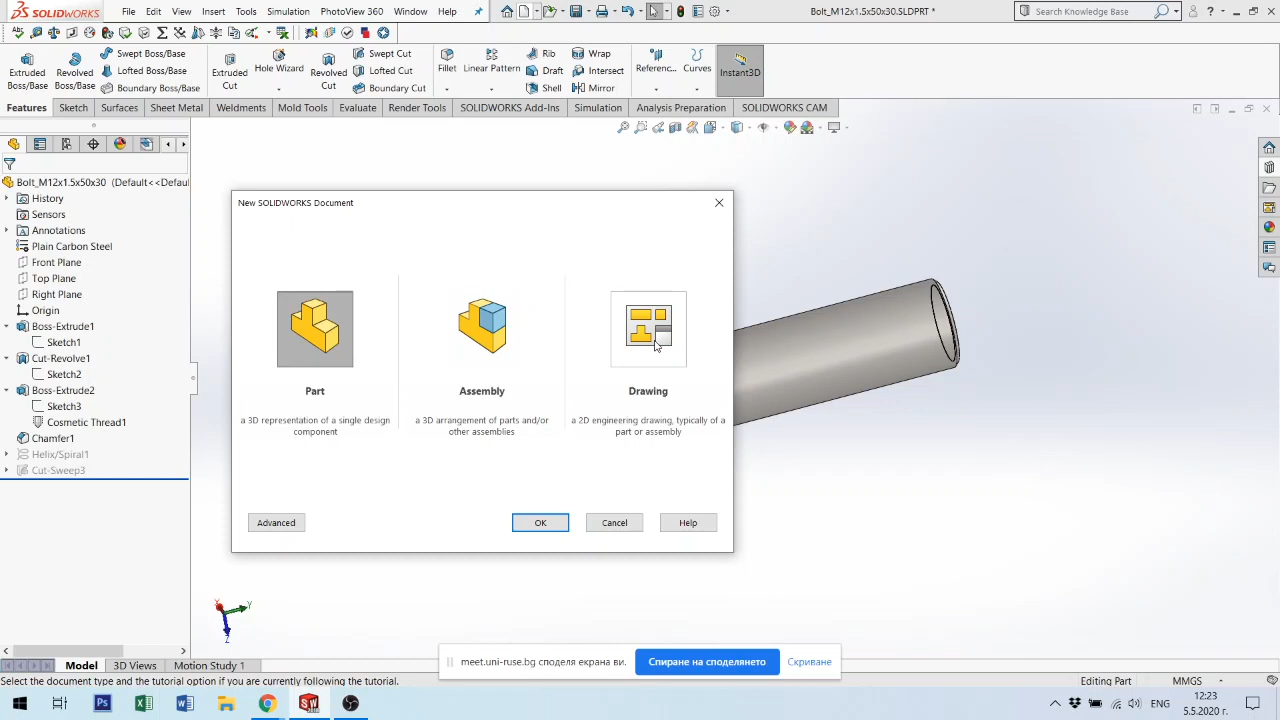 SOLIDWORKS File Edit View Insert Tools Simulation PhotoView 360 Window Help Bolt_M12x1.5x50x30.SLDPRT * Search Knowledge Base ?
Extruded Boss/Base Revolved Boss/Base Swept Boss/Base Extruded Cut Hole Wizard Revolved Cut Swept Cut Fillet Linear Pattern Rib Wrap Referenc... Curves Instant3D
Lofted Boss/Base Lofted Cut Draft Intersect
Boundary Boss/Base Boundary Cut Shell Mirror
Features Sketch Surfaces Sheet Metal Weldments Mold Tools Evaluate Render Tools SOLIDWORKS Add-Ins Simulation Analysis Preparation SOLIDWORKS CAM
Bolt_M12x1.5x50x30 (Default<<Defau
History
Sensors
Annotations
Plain Carbon Steel
Front Plane
Top Plane
Right Plane
Origin
Boss-Extrude1
Sketch1
Cut-Revolve1
Sketch2
Boss-Extrude2
Sketch3
Cosmetic Thread1
Chamfer1
Helix/Spiral1
Cut-Sweep3
New SOLIDWORKS Document
Part Assembly Drawing
a 3D representation of a single design component
a 3D arrangement of parts and/or other assemblies
a 2D engineering drawing, typically of a part or assembly
Advanced OK Cancel Help
X Y Z
meet.uni-ruse.bg споделя екрана ви. Спиране на споделянето Скриване
Model 3D Views Motion Study 1
Select the document type and the tutorial option if you are currently following the tutorial. Editing Part MMGS
ENG 12:23
5.5.2020 г.